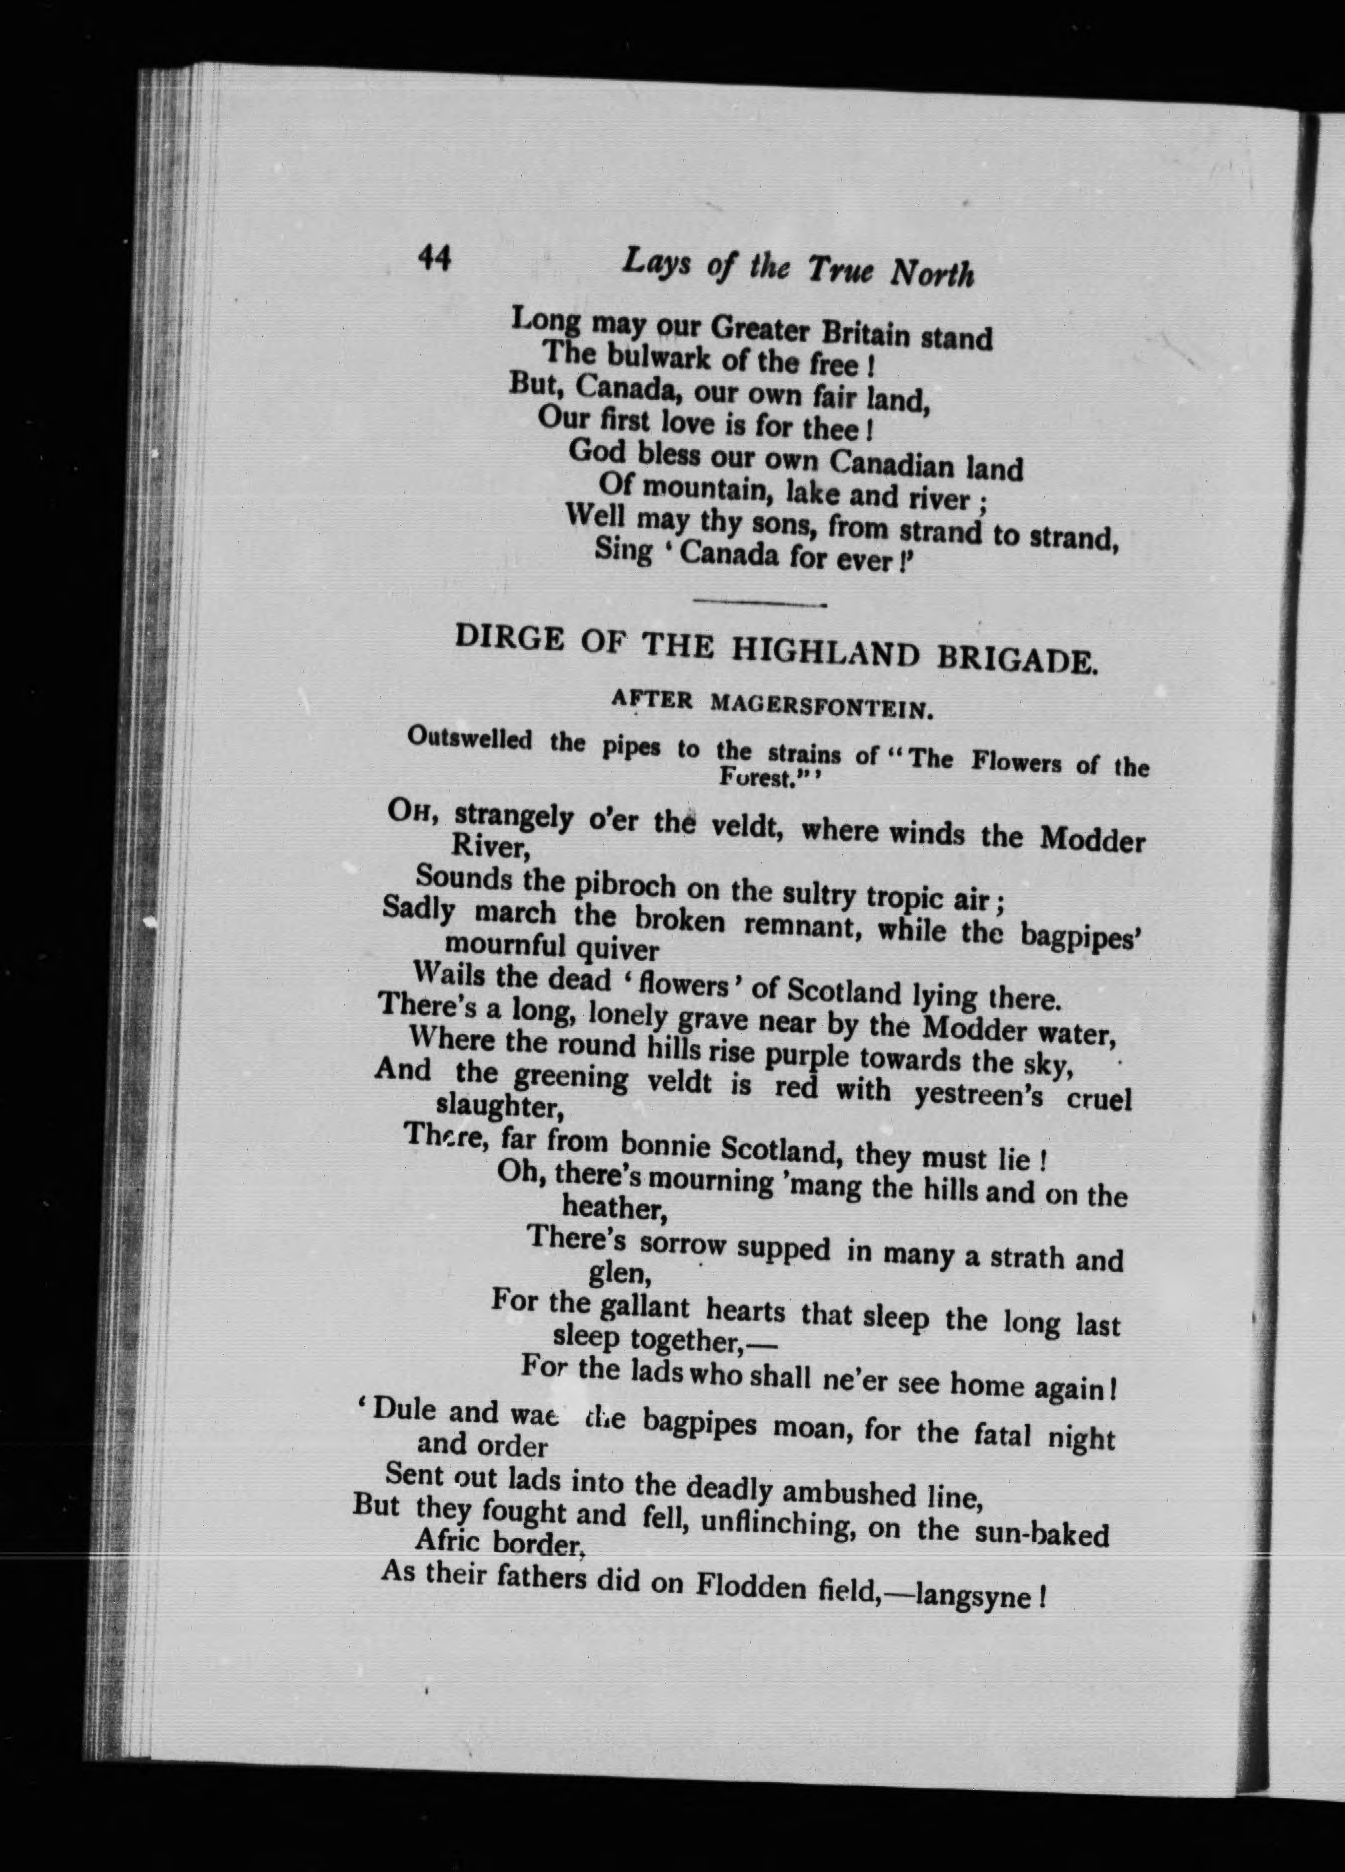 44 Lays of the True North
Long may our Greater Britain stand
The bulwark of the free !
But, Canada, our own fair land,
Our first love is for thee !
God bless our own Canadian land
Of mountain, lake and river ;
Well may thy sons, from strand to strand,
Sing ‘ Canada for ever !’
DIRGE OF THE HIGHLAND BRIGADE.
AFTER MAGERSFONTEIN.
Outswelled the pipes to the strains of “ The Flowers of the
Forest.” ’
OH, strangely o’er the veldt, where winds the Modder
River,
Sounds the pibroch on the sultry tropic air ;
Sadly march the broken remnant, while the bagpipes’
mournful quiver
Wails the dead ‘ flowers ’ of Scotland lying there.
There’s a long, lonely grave near by the Modder water,
Where the round hills rise purple towards the sky,
And the greening veldt is red with yestreen’s cruel
slaughter,
There, far from bonnie Scotland, they must lie !
Oh, there’s mourning ’mang the hills and on the
heather,
There’s sorrow supped in many a strath and
glen,
For the gallant hearts that sleep the long last
sleep together,—
For the lads who shall ne’er see home again !
‘ Dule and wae the bagpipes moan, for the fatal night
and order
Sent out lads into the deadly ambushed line,
But they fought and fell, unflinching, on the sun-baked
Afric border,
As their fathers did on Flodden field,—langsyne !